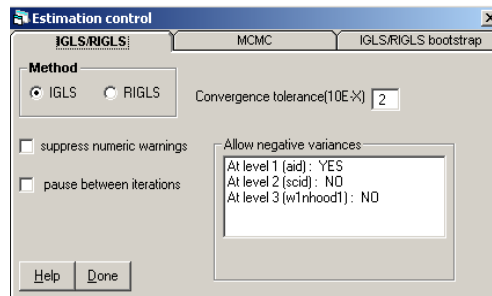 Estimation control
IGLS/RIGLS MCMC IGLS/RIGLS bootstrap
Method
IGLS RIGLS
Convergence tolerance(10E-X) 2
suppress numeric warnings
pause between iterations
Allow negative variances
At level 1 (aid) : YES
At level 2 (scid) : NO
At level 3 (w1nhood1) : NO
Help Done